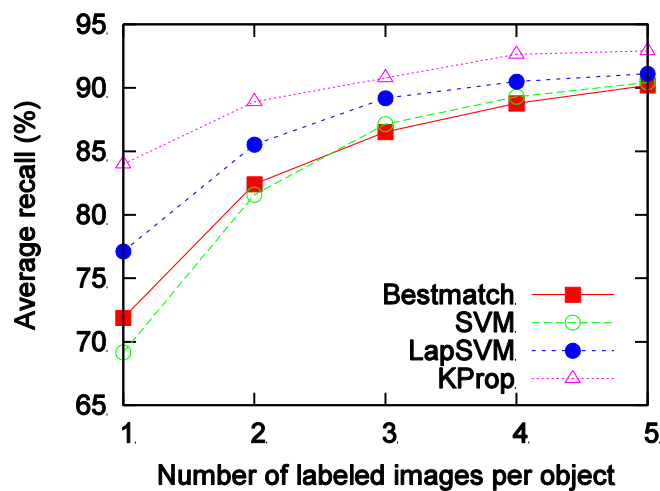 95
90
85
80
75
70
65
Average recall (%)
Bestmatch
SVM
LapSVM
KProp
1 2 3 4 5
Number of labeled images per object